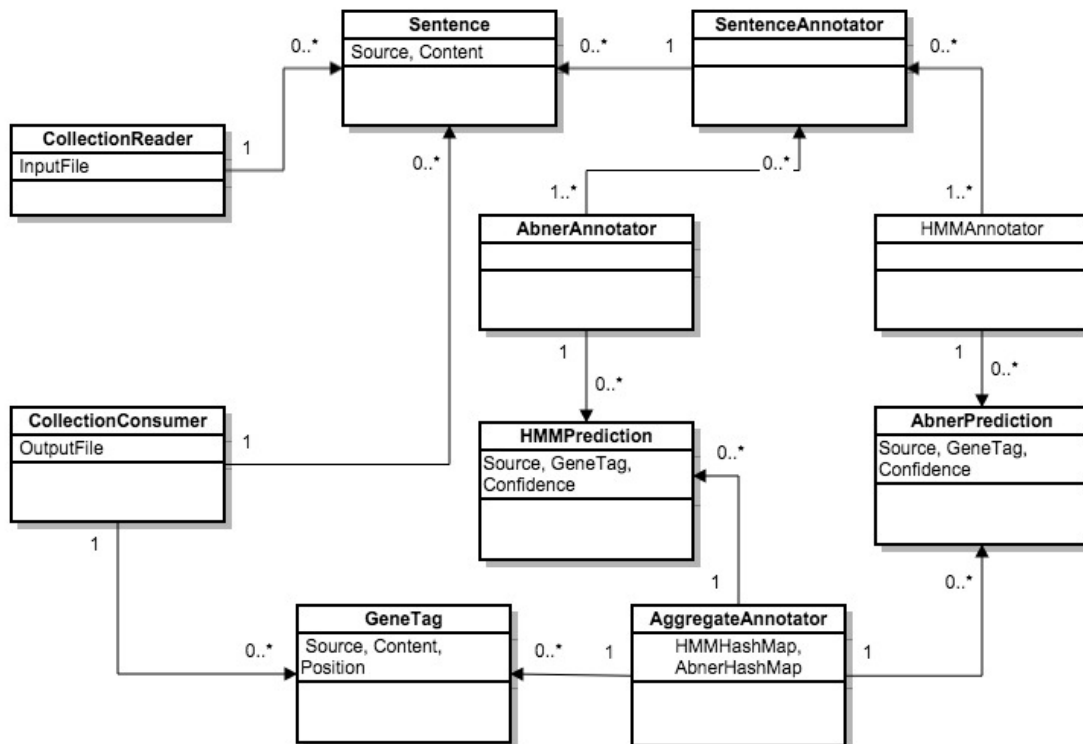 Sentence
Source, Content
SentenceAnnotator
0..*
0..*
1
0..*
CollectionReader
InputFile
1
0..*
0..*
1..*
1..*
AbnerAnnotator
HMMAnnotator
1
0..*
1
0..*
CollectionConsumer
OutputFile
1
1
HMMPrediction
Source, GeneTag,
Confidence
0..*
AbnerPrediction
Source, GeneTag,
Confidence
1
0..*
GeneTag
Source, Content,
Position
0..*
0..*
1
AggregateAnnotator
HMMHashMap,
AbnerHashMap
1